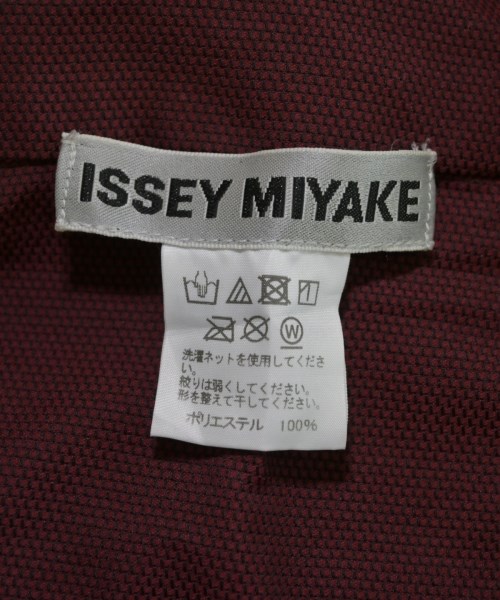 ISSEY MIYAKE
W
洗濯ネットを使用してくださ
い。
絞りは弱くしてください。
形を整えて干してください。
ポリエステル 100%